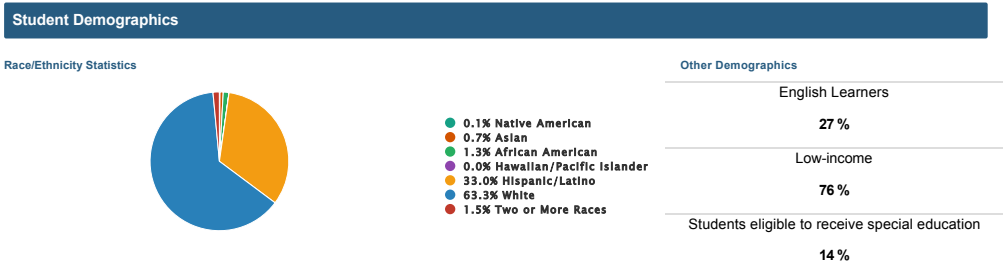 Student Demographics
Race/Ethnicity Statistics
0.1% Native American
0.7% Asian
1.3% African American
0.0% Hawaiian/Pacific Islander
33.0% Hispanic/Latino
63.3% White
1.5% Two or More Races
Other Demographics
English Learners
27 %
Low-income
76 %
Students eligible to receive special education
14 %